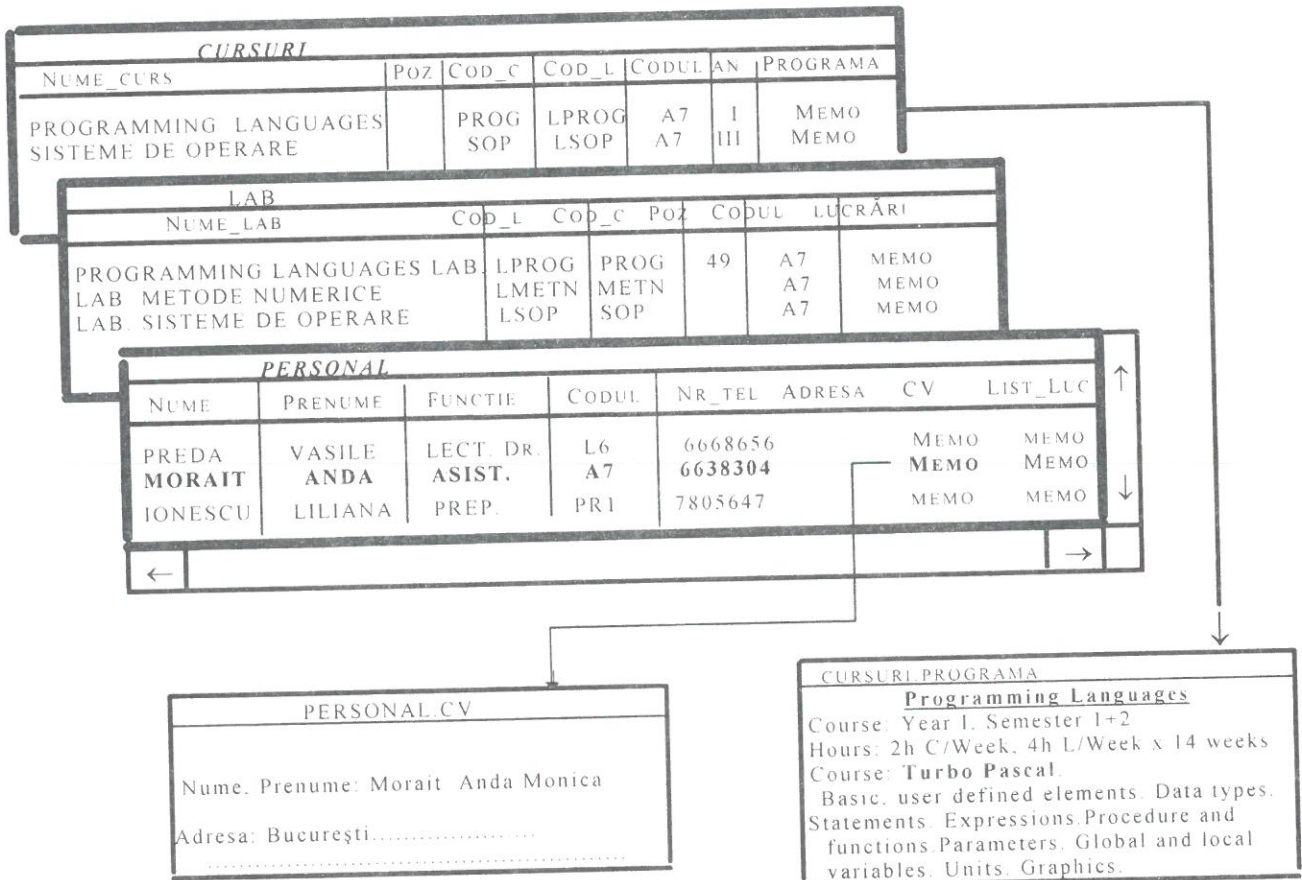 CURSURI
NUME_CURS POZ COD_C COD_L CODUL AN PROGRAMA
PROGRAMMING LANGUAGES PROG LPROG A7 I MEMO
SISTEME DE OPERARE SOP LSOP A7 III MEMO
LAB
NUME_LAB COD_L COD_C POZ CODUL LUCRĂRI
PROGRAMMING LANGUAGES LAB. LPROG PROG 49 A7 MEMO
LAB METODE NUMERICE LMETN METN A7 MEMO
LAB. SISTEME DE OPERARE LSOP SOP A7 MEMO
PERSONAL
NUME PRENUME FUNCTIE CODUL NR_TEL ADRESA CV LIST_LUC
PREDA VASILE LECT. DR. L6 6668656 MEMO MEMO
MORAIT ANDA ASIST. A7 6638304 MEMO MEMO
IONESCU LILIANA PREP. PR1 7805647 MEMO MEMO
← →
↑
↓
PERSONAL.CV
Nume, Prenume: Morait Anda Monica
Adresa: Bucureşti.....................
......................................................
CURSURI.PROGRAMA
Programming Languages
Course: Year I, Semester 1+2
Hours: 2h C/Week, 4h L/Week x 14 weeks
Course: Turbo Pascal.
Basic, user defined elements. Data types.
Statements. Expressions.Procedure and
functions.Parameters. Global and local
variables. Units. Graphics.